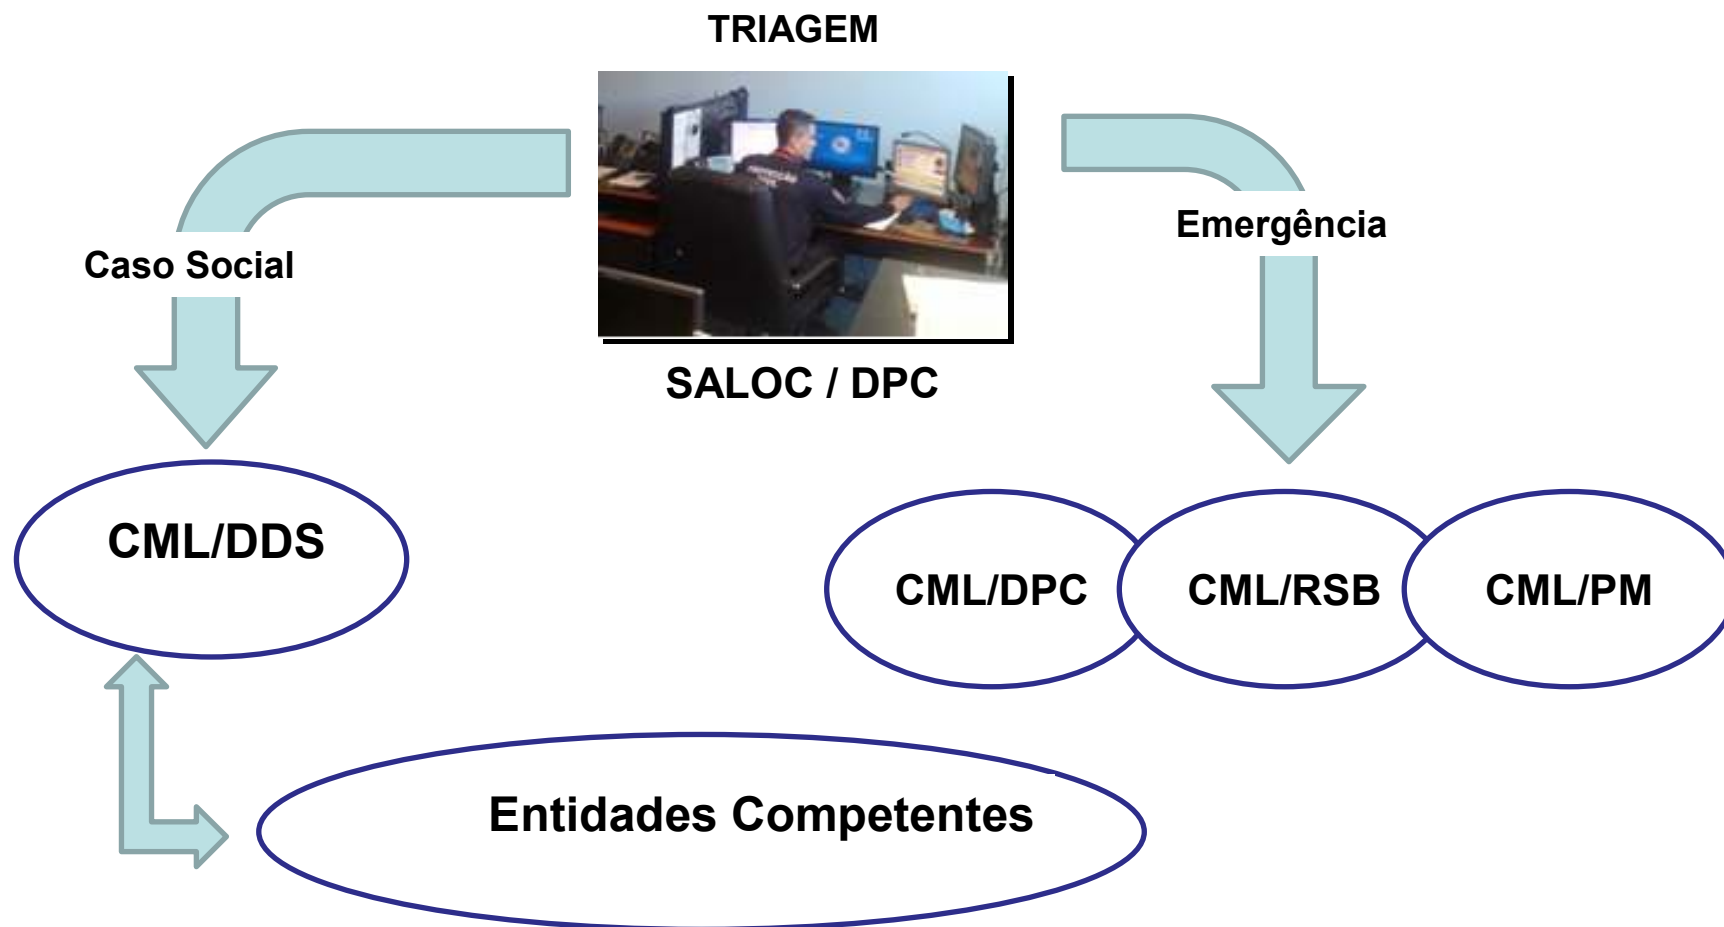 TRIAGEM
Emergência
Caso Social
SALOC / DPC
CML/DDS
CML/DPC
CML/RSB
CML/PM
Entidades Competentes